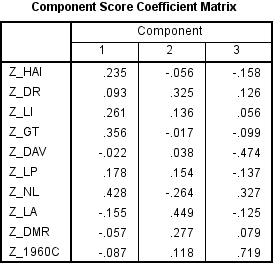 Component Score Coefficient Matrix
Component
1 2 3
Z_HAI .235 -.056 -.158
Z_DR .093 .325 .126
Z_LI .261 .136 .056
Z_GT .356 -.017 -.099
Z_DAV -.022 .038 -.474
Z_LP .178 .154 -.137
Z_NL .428 -.264 .327
Z_LA -.155 .449 -.125
Z_DMR -.057 .277 .079
Z_1960C -.087 .118 .719